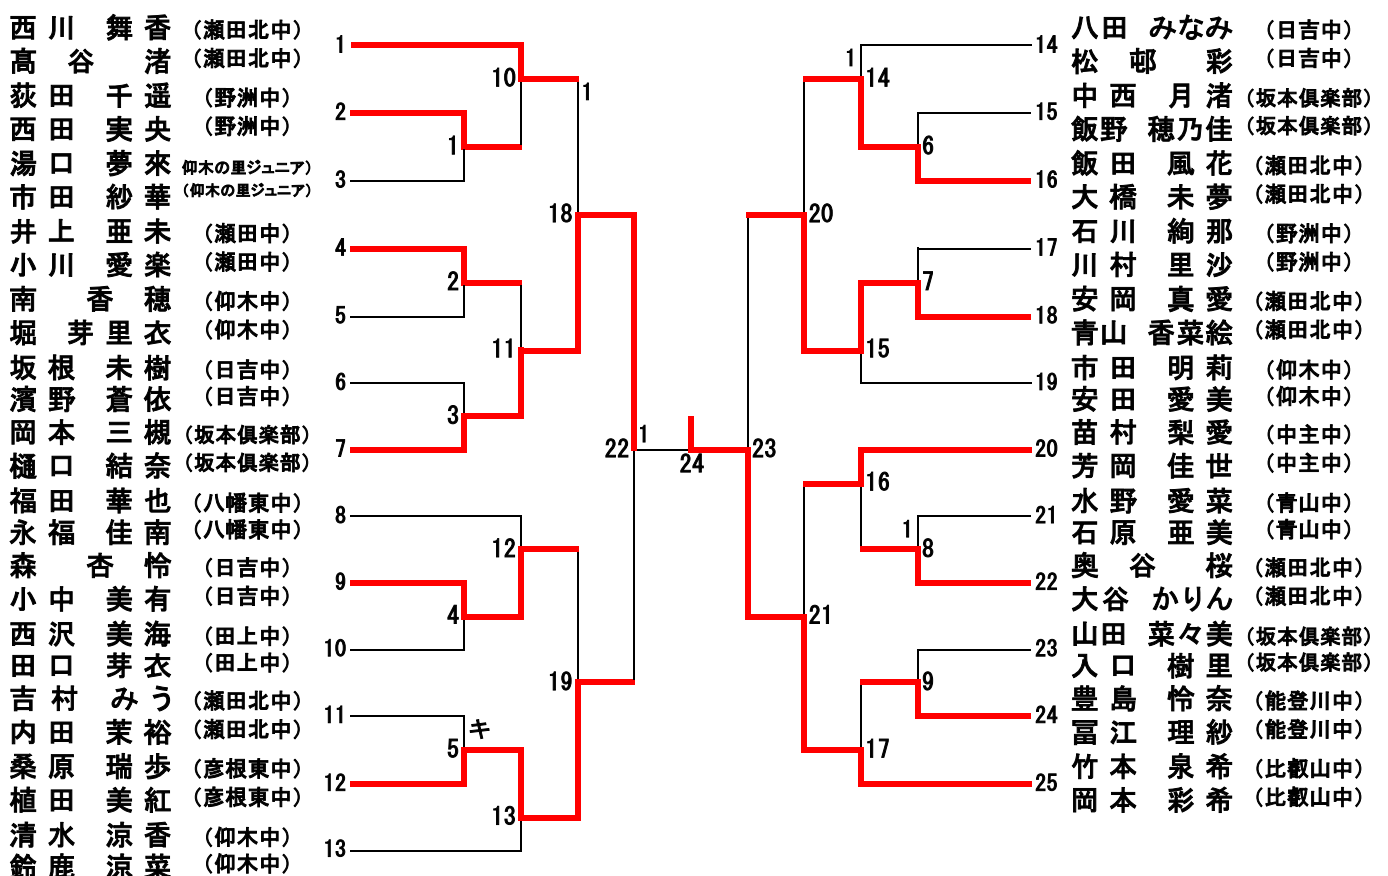 西川 舞香 (瀬田北中)
1
髙谷 渚 (瀬田北中)
荻田 千遥 (野洲中)
2
西田 実央 (野洲中)
湯口 夢來 (仰木の里ジュニア)
3
市田 紗華 (仰木の里ジュニア)
井上 亜未 (瀬田中)
4
小川 愛楽 (瀬田中)
南 香穂 (仰木中)
5
堀 芽里衣 (仰木中)
坂根 未樹 (日吉中)
6
濱野 蒼依 (日吉中)
岡本 三槻 (坂本倶楽部)
7
樋口 結奈 (坂本倶楽部)
福田 華也 (八幡東中)
8
永福 佳南 (八幡東中)
森 杏怜 (日吉中)
9
小中 美有 (日吉中)
西沢 美海 (田上中)
10
田口 芽衣 (田上中)
吉村 みう (瀬田北中)
11
内田 茉裕 (瀬田北中)
桑原 瑞歩 (彦根東中)
12
植田 美紅 (彦根東中)
清水 涼香 (仰木中)
13
鈴鹿 涼菜 (仰木中)
1
2
3
4
キ
5
10
11
12
13
1
18
19
22
1
24
23
20
21
1
14
15
16
17
6
7
1
8
9
八田 みなみ (日吉中)
14
松邨 彩 (日吉中)
中西 月渚 (坂本倶楽部)
15
飯野 穂乃佳 (坂本倶楽部)
飯田 風花 (瀬田北中)
16
大橋 未夢 (瀬田北中)
石川 絢那 (野洲中)
17
川村 里沙 (野洲中)
安岡 真愛 (瀬田北中)
18
青山 香菜絵 (瀬田北中)
市田 明莉 (仰木中)
19
安田 愛美 (仰木中)
苗村 梨愛 (中主中)
20
芳岡 佳世 (中主中)
水野 愛菜 (青山中)
21
石原 亜美 (青山中)
奥谷 桜 (瀬田北中)
22
大谷 かりん (瀬田北中)
山田 菜々美 (坂本倶楽部)
23
入口 樹里 (坂本倶楽部)
豊島 怜奈 (能登川中)
24
冨江 理紗 (能登川中)
竹本 泉希 (比叡山中)
25
岡本 彩希 (比叡山中)